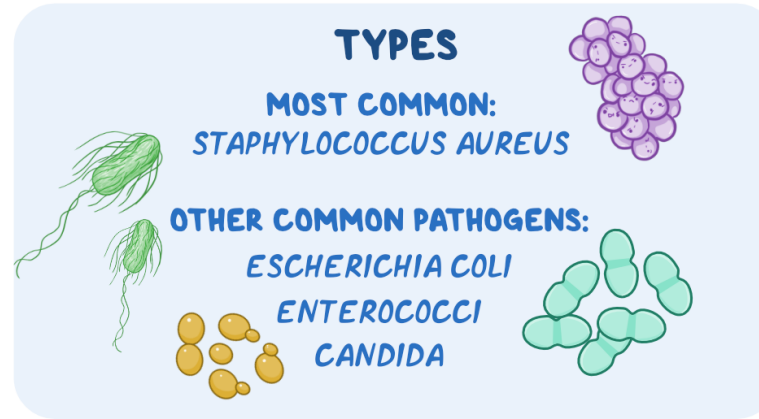 TYPES
MOST COMMON:
STAPHYLOCOCCUS AUREUS
OTHER COMMON PATHOGENS:
ESCHERICHIA COLI
ENTEROCOCCI
CANDIDA